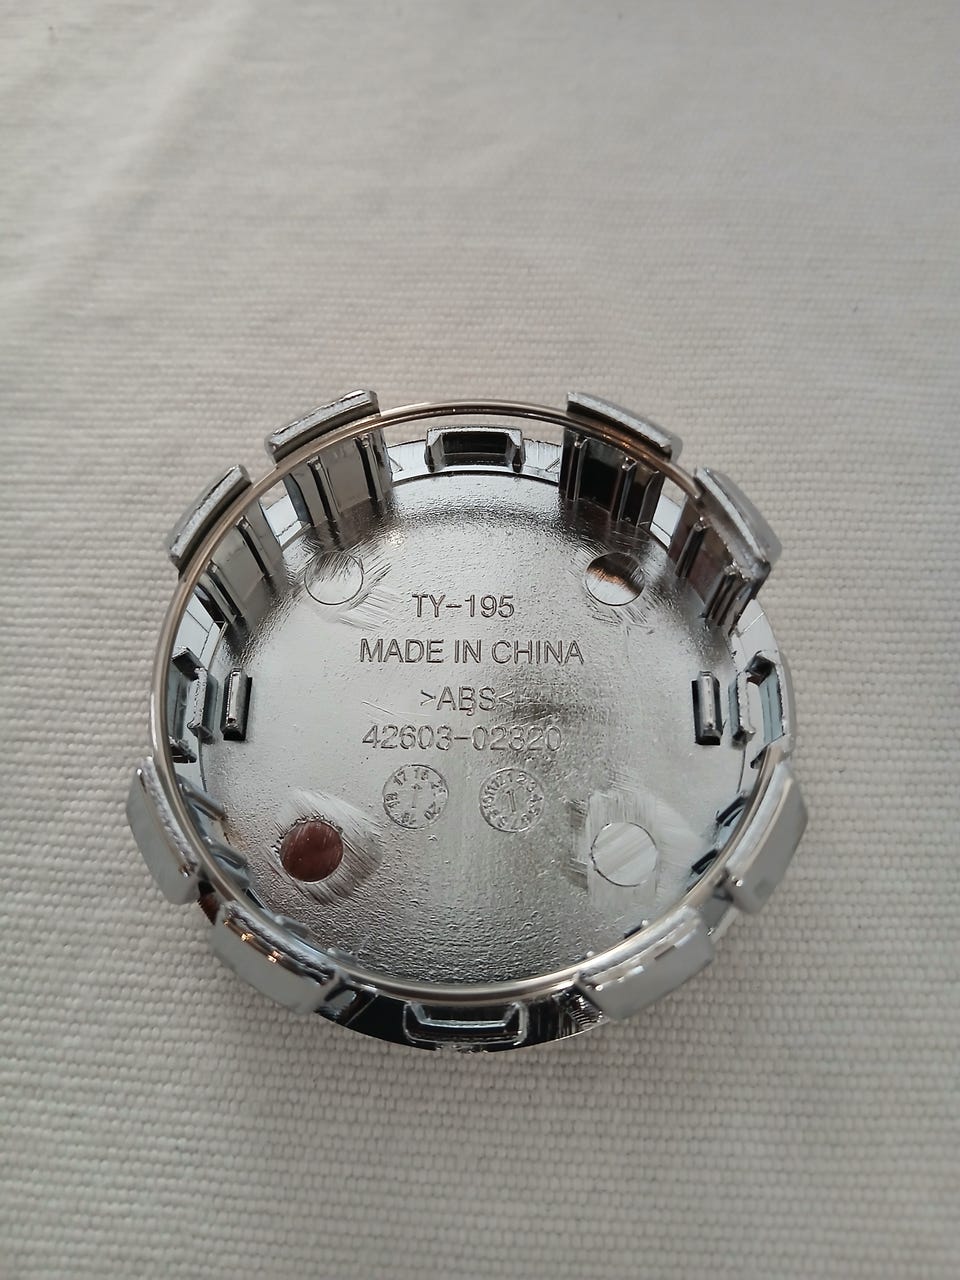 TY-195
MADE IN CHINA
>ABS<
42603-02320